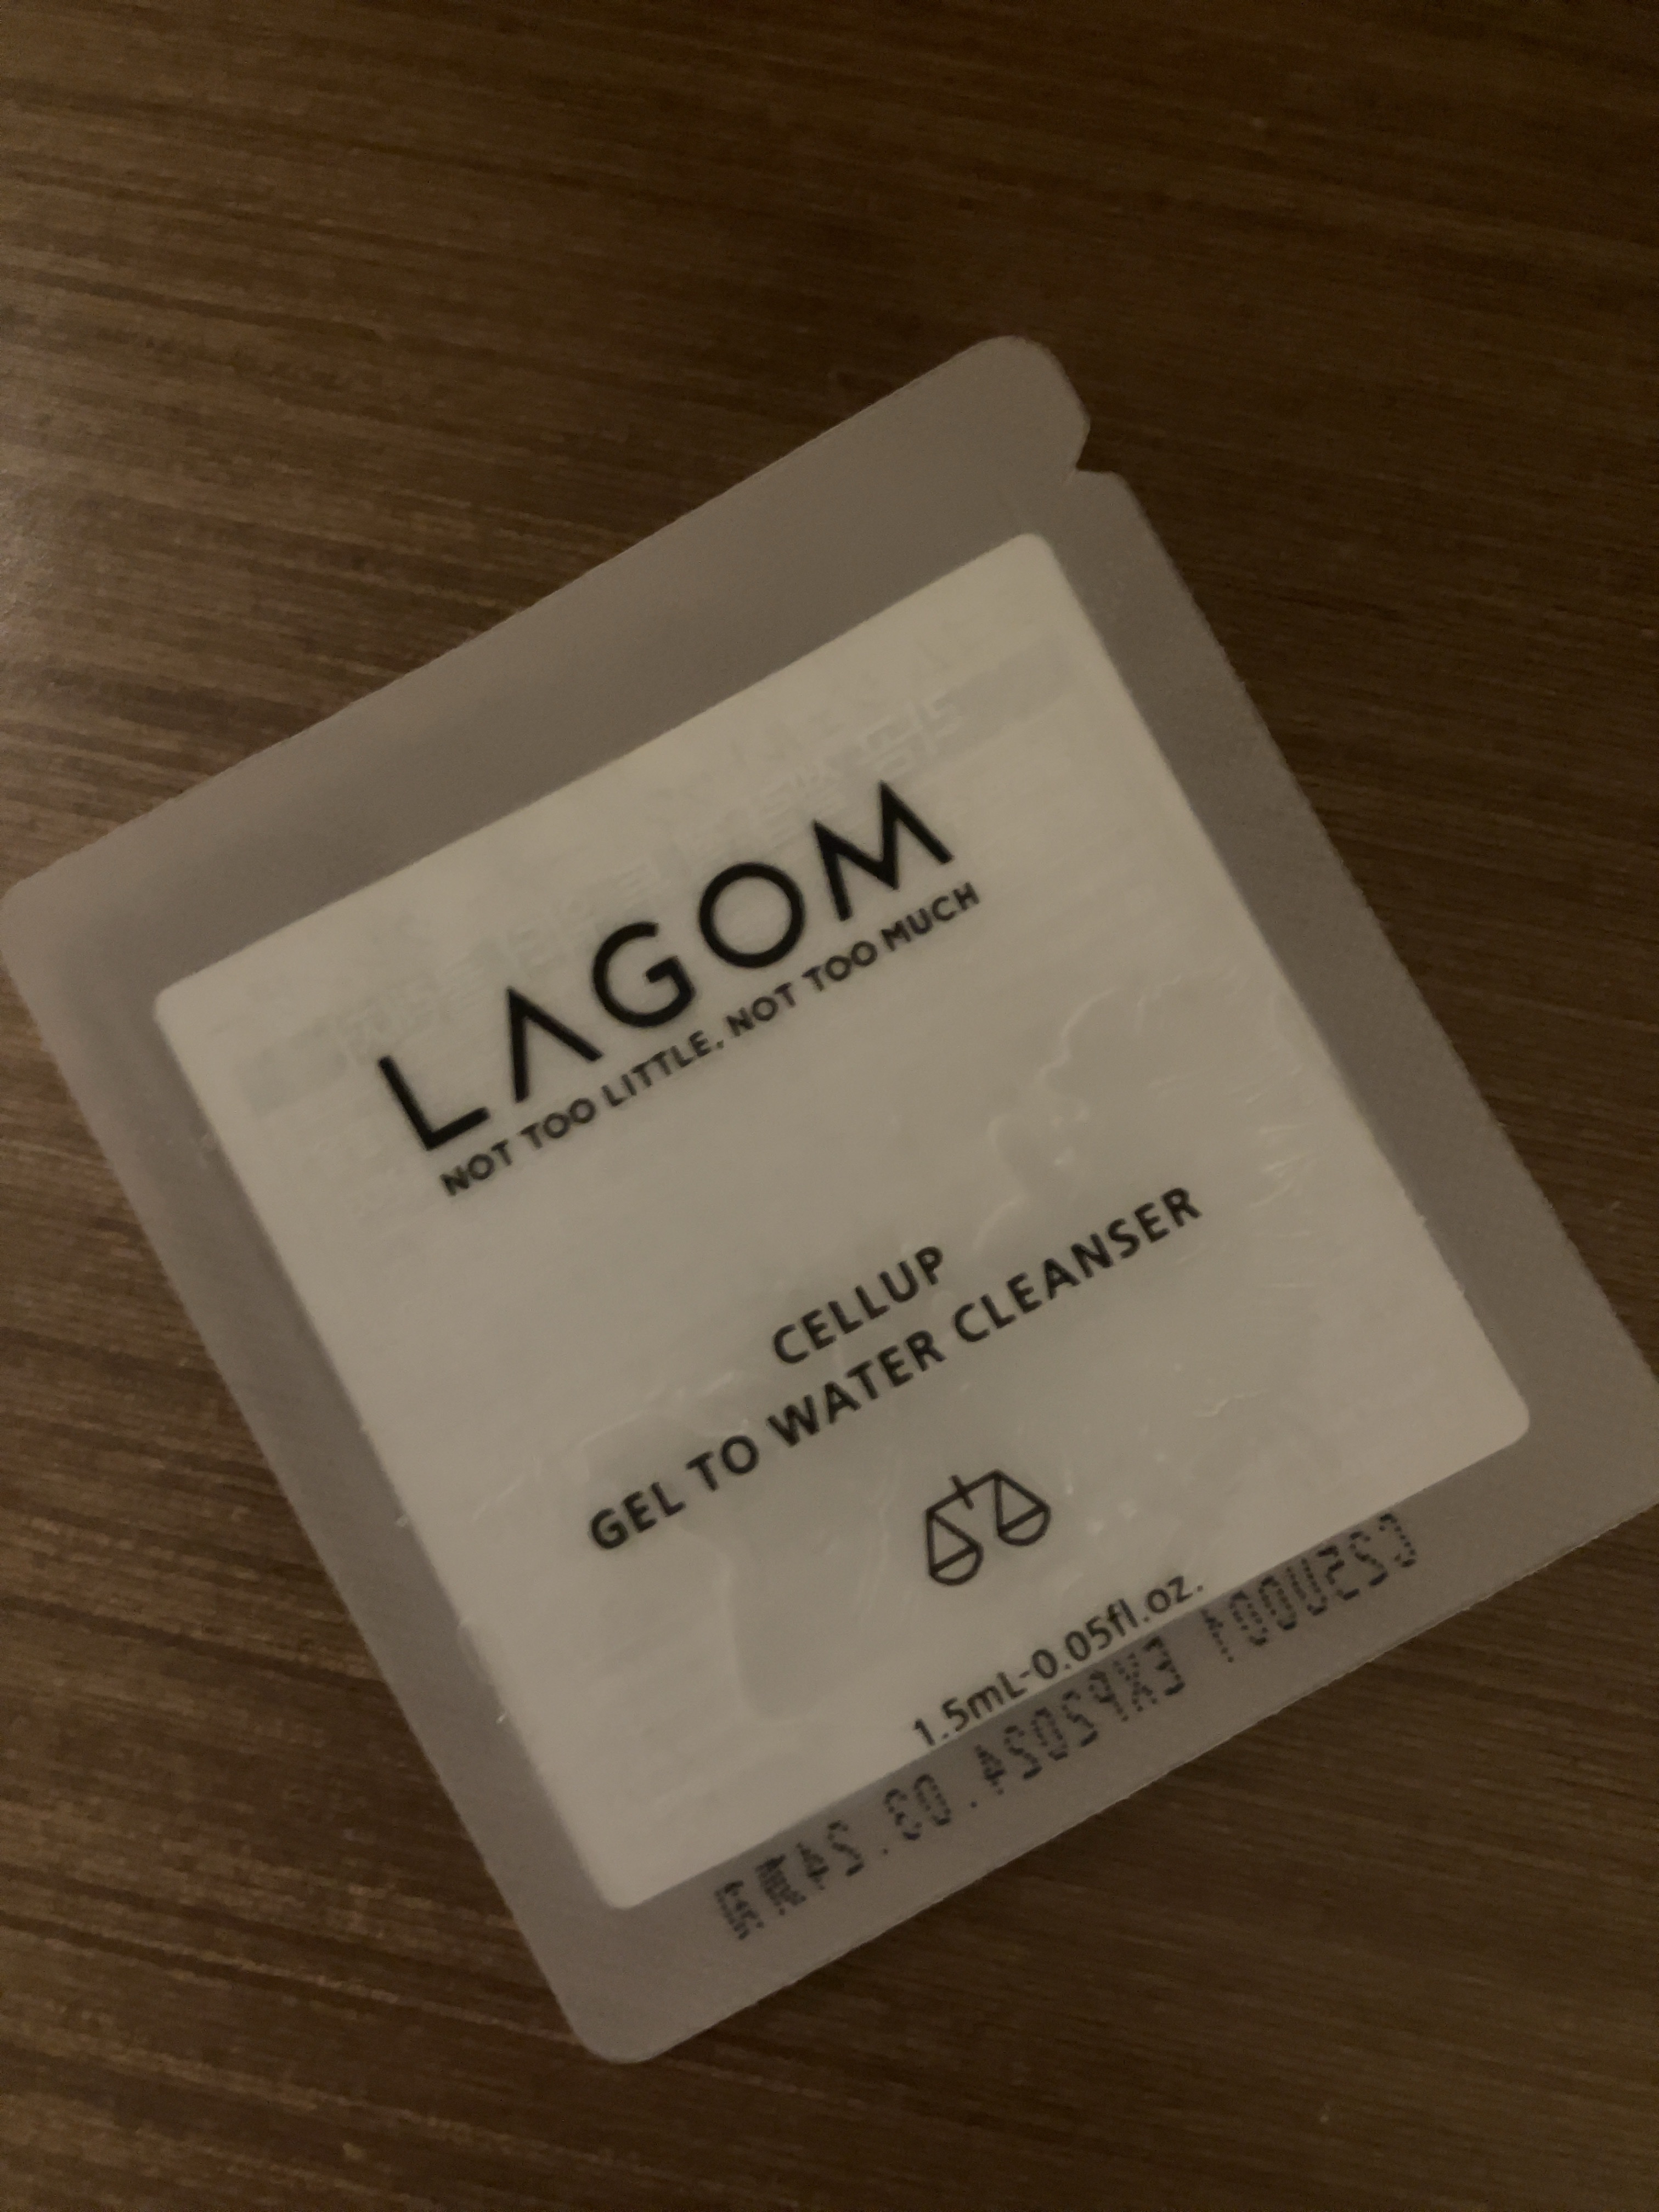 LAGOM
NOT TOO LITTLE, NOT TOO MUCH
CELLUP
GEL TO WATER CLEANSER
1.5mL-0.05fl.oz.